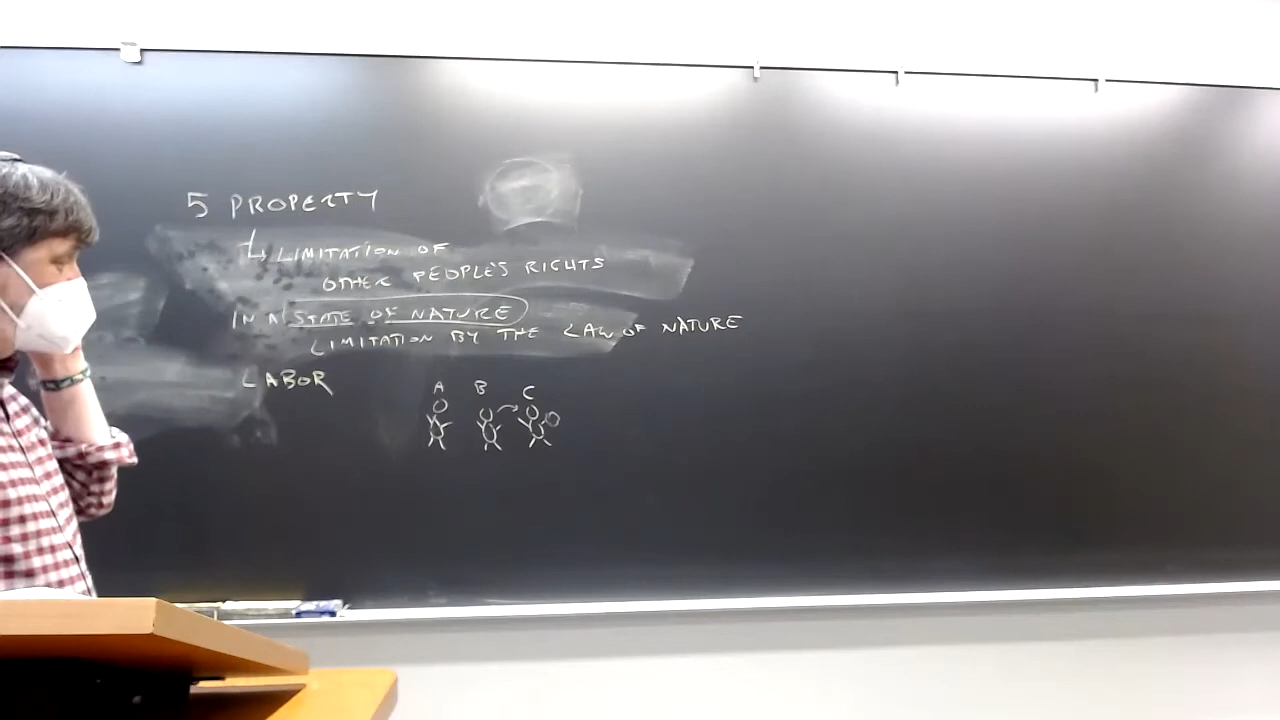 5 PROPERTY
↳ LIMITATION OF
OTHER PEOPLE'S RIGHTS
IN A STATE OF NATURE
LIMITATION BY THE LAW OF NATURE
LABOR
A B C